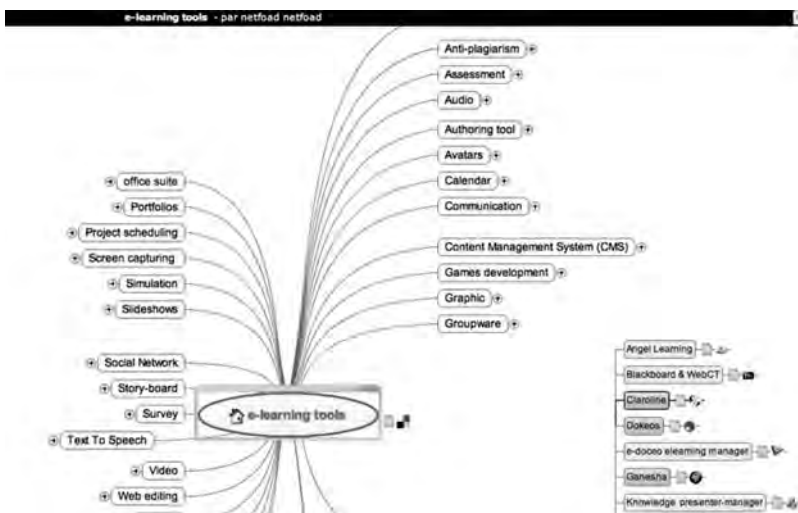 e-learning tools - par netfoad netfoad
Anti-plagiarism
Assessment
Audio
Authoring tool
Avatars
Calendar
Communication
Content Management System (CMS)
Games development
Graphic
Groupware
office suite
Portfolios
Project scheduling
Screen capturing
Simulation
Slideshows
Social Network
Story-board
Survey
Text To Speech
Video
Web editing
e-learning tools
Angel Learning
Blackboard & WebCT
Claroline
Dokeos
e-doceo elearning manager
Ganesha
Knowledge presenter-manager